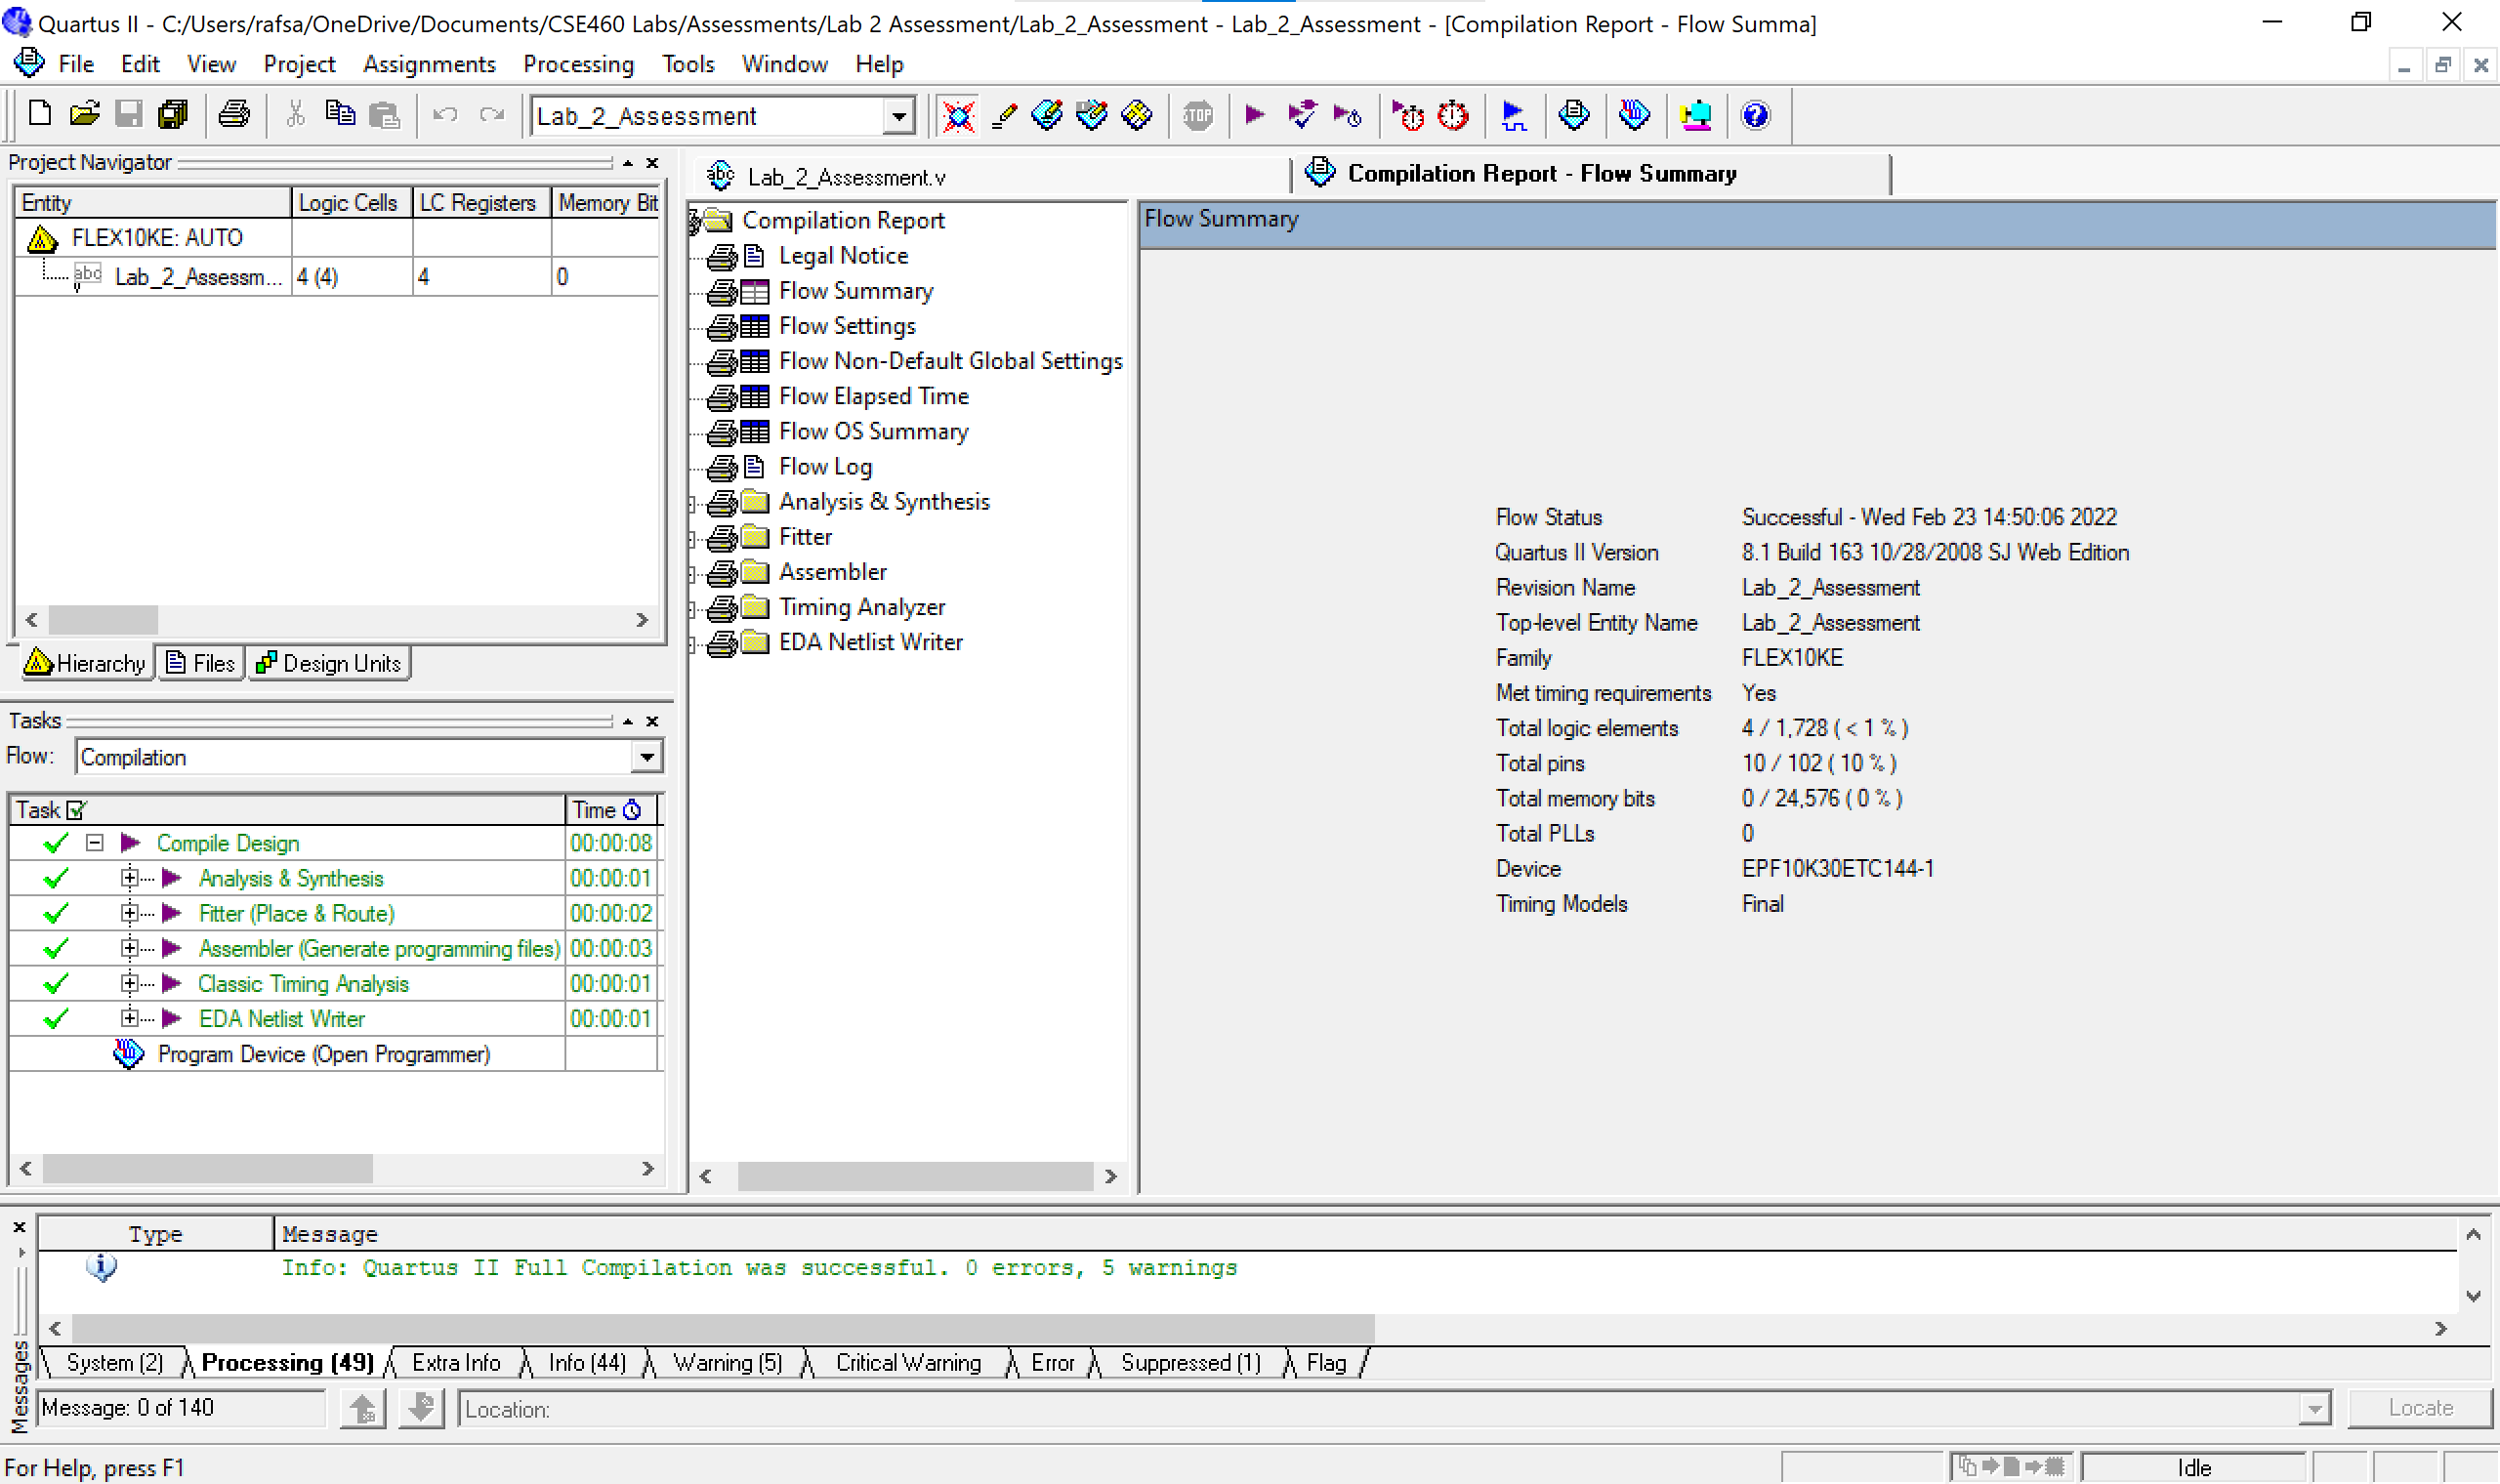 Quartus II - C:/Users/rafsa/OneDrive/Documents/CSE460 Labs/Assessments/Lab 2 Assessment/Lab_2_Assessment - Lab_2_Assessment - [Compilation Report - Flow Summa]
File Edit View Project Assignments Processing Tools Window Help
Lab_2_Assessment
STOP
Project Navigator
Entity Logic Cells LC Registers Memory Bit
FLEX10KE: AUTO
abd Lab_2_Assessm... 4 (4) 4 0
Hierarchy Files Design Units
Tasks
Flow: Compilation
Task Time
Compile Design 00:00:08
Analysis & Synthesis 00:00:01
Fitter (Place & Route) 00:00:02
Assembler (Generate programming files) 00:00:03
Classic Timing Analysis 00:00:01
EDA Netlist Writer 00:00:01
Program Device (Open Programmer)
abc Lab_2_Assessment.v
Compilation Report - Flow Summary
Compilation Report
Legal Notice
Flow Summary
Flow Settings
Flow Non-Default Global Settings
Flow Elapsed Time
Flow OS Summary
Flow Log
Analysis & Synthesis
Fitter
Assembler
Timing Analyzer
EDA Netlist Writer
Flow Summary
Flow Status Successful - Wed Feb 23 14:50:06 2022
Quartus II Version 8.1 Build 163 10/28/2008 SJ Web Edition
Revision Name Lab_2_Assessment
Top-level Entity Name Lab_2_Assessment
Family FLEX10KE
Met timing requirements Yes
Total logic elements 4 / 1,728 ( < 1 % )
Total pins 10 / 102 ( 10 % )
Total memory bits 0 / 24,576 ( 0 % )
Total PLLs 0
Device EPF10K30ETC144-1
Timing Models Final
Type Message
Info: Quartus II Full Compilation was successful. 0 errors, 5 warnings
System (2) Processing (49) Extra Info Info (44) Warning (5) Critical Warning Error Suppressed (1) Flag
Messages
Message: 0 of 140
Location:
Locate
For Help, press F1
Idle